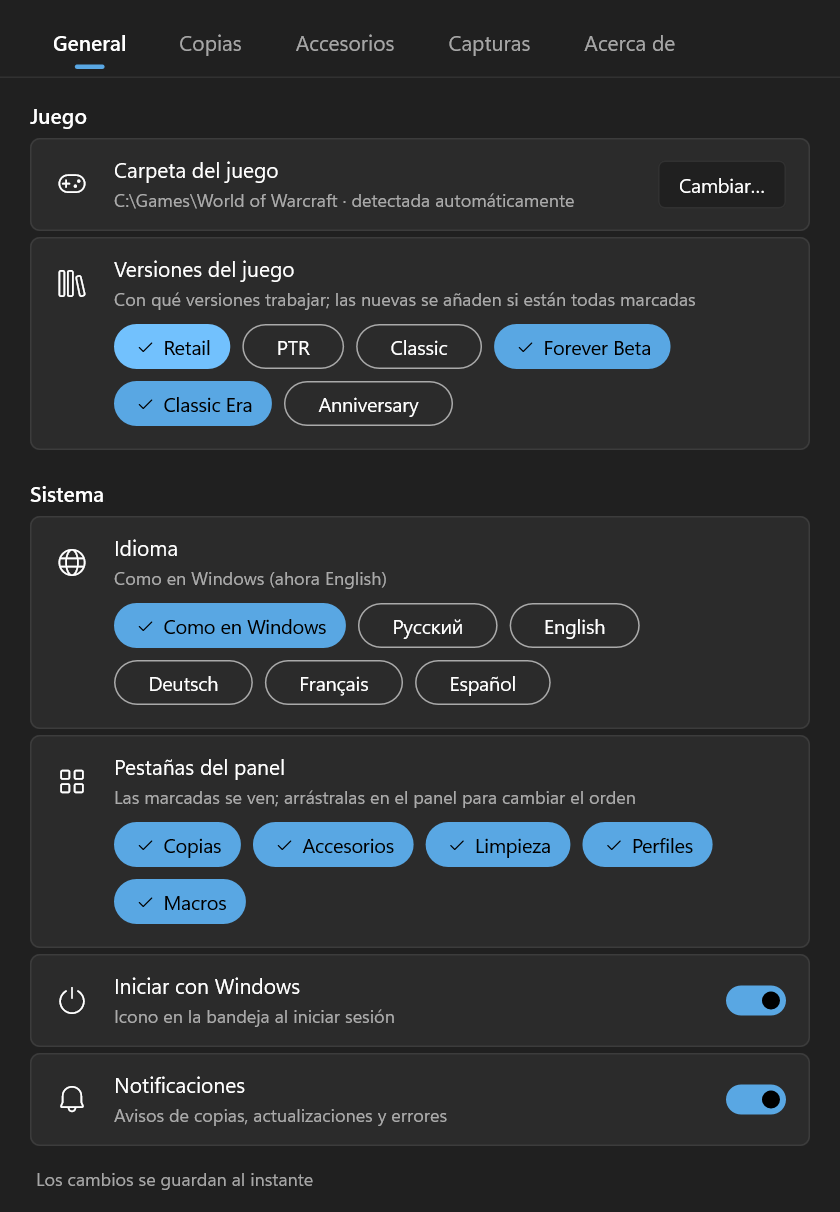 General Copias Accesorios Capturas Acerca de
Juego
Carpeta del juego
C:\Games\World of Warcraft · detectada automáticamente
Cambiar...
Versiones del juego
Con qué versiones trabajar; las nuevas se añaden si están todas marcadas
Retail PTR Classic Forever Beta
Classic Era Anniversary
Sistema
Idioma
Como en Windows (ahora English)
Como en Windows Русский English
Deutsch Français Español
Pestañas del panel
Las marcadas se ven; arrástralas en el panel para cambiar el orden
Copias Accesorios Limpieza Perfiles
Macros
Iniciar con Windows
Icono en la bandeja al iniciar sesión
Notificaciones
Avisos de copias, actualizaciones y errores
Los cambios se guardan al instante